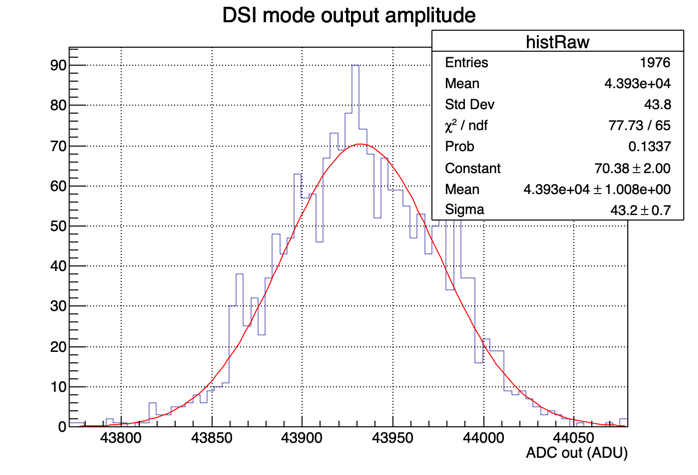 DSI mode output amplitude
histRaw
Entries 1976
Mean 4.393e+04
Std Dev 43.8
χ² / ndf 77.73 / 65
Prob 0.1337
Constant 70.38 ± 2.00
Mean 4.393e+04 ± 1.008e+00
Sigma 43.2 ± 0.7
90
80
70
60
50
40
30
20
10
0
43800 43850 43900 43950 44000 44050
ADC out (ADU)